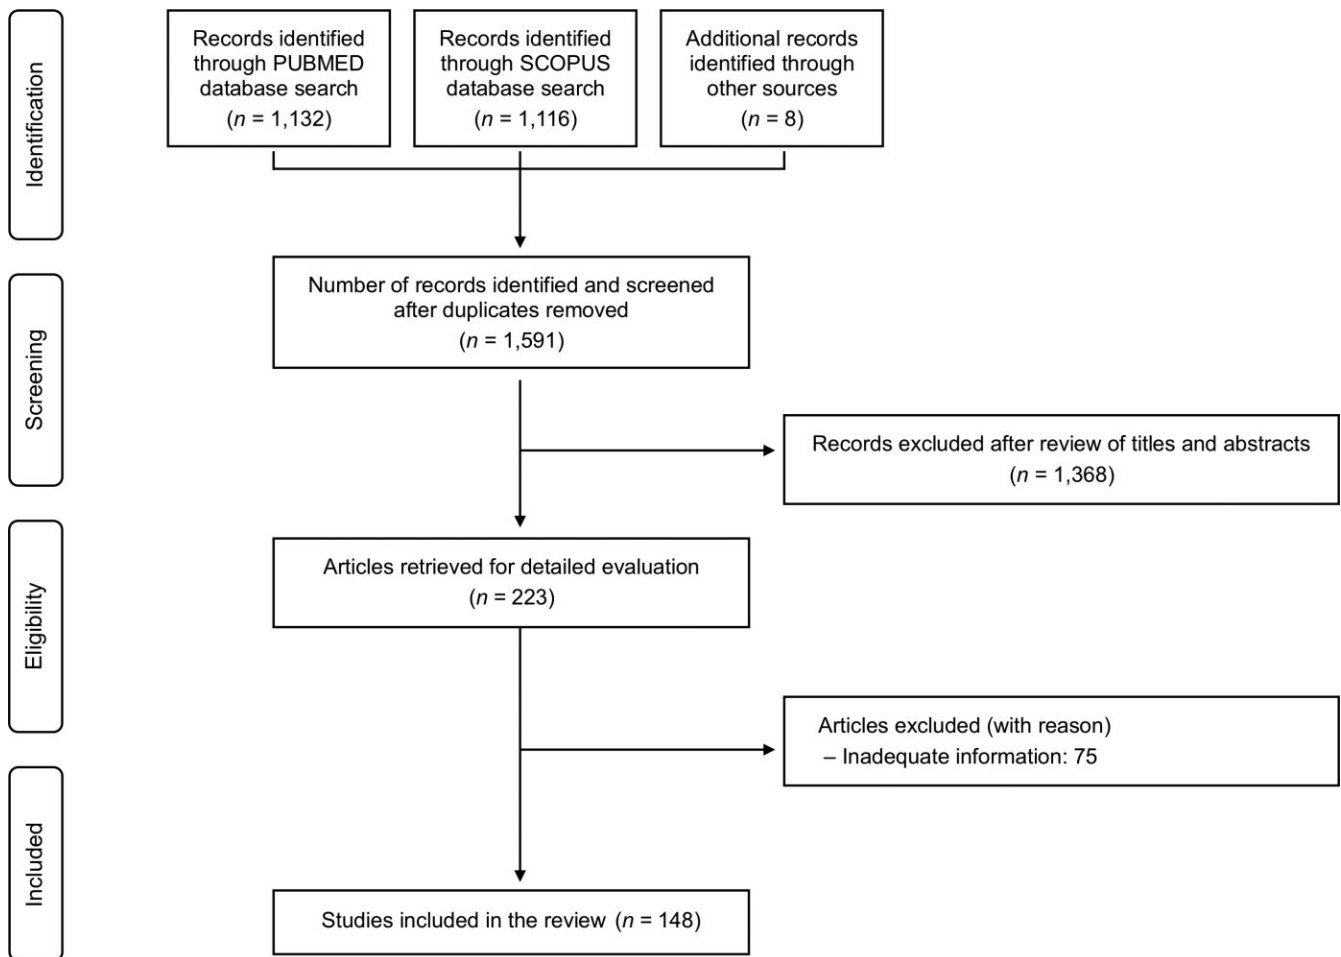 Identification
Records identified
through PUBMED
database search
(n = 1,132)
Records identified
through SCOPUS
database search
(n = 1,116)
Additional records
identified through
other sources
(n = 8)
Screening
Number of records identified and screened
after duplicates removed
(n = 1,591)
Records excluded after review of titles and abstracts
(n = 1,368)
Eligibility
Articles retrieved for detailed evaluation
(n = 223)
Articles excluded (with reason)
– Inadequate information: 75
Included
Studies included in the review (n = 148)